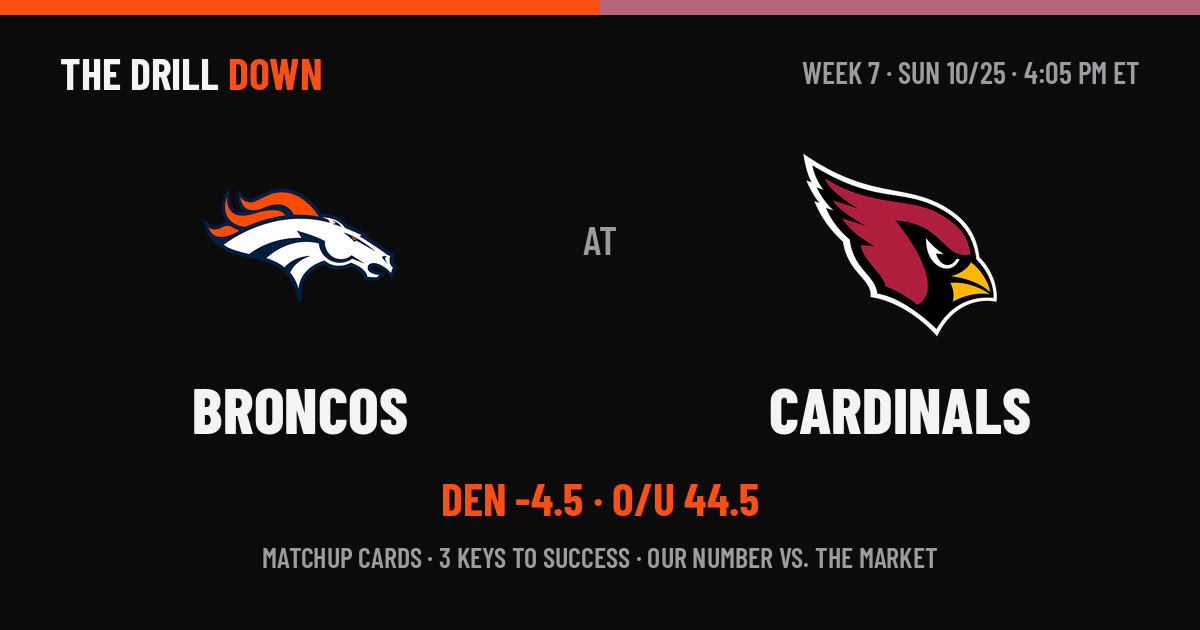 THE DRILL DOWN
WEEK 7 · SUN 10/25 · 4:05 PM ET
AT
BRONCOS
CARDINALS
DEN -4.5 · O/U 44.5
MATCHUP CARDS · 3 KEYS TO SUCCESS · OUR NUMBER VS. THE MARKET